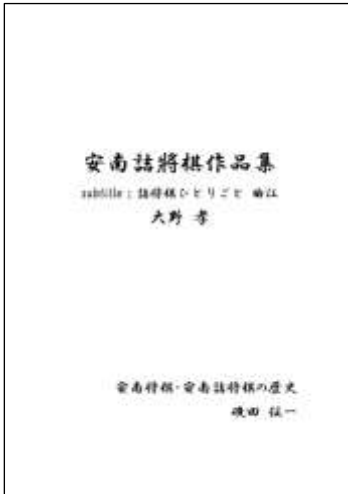 安南詰將棋作品集
subtitle : 詰将棋ひとりごと
大野 孝
安南将棋・安南詰将棋の歴史
磯田 征一